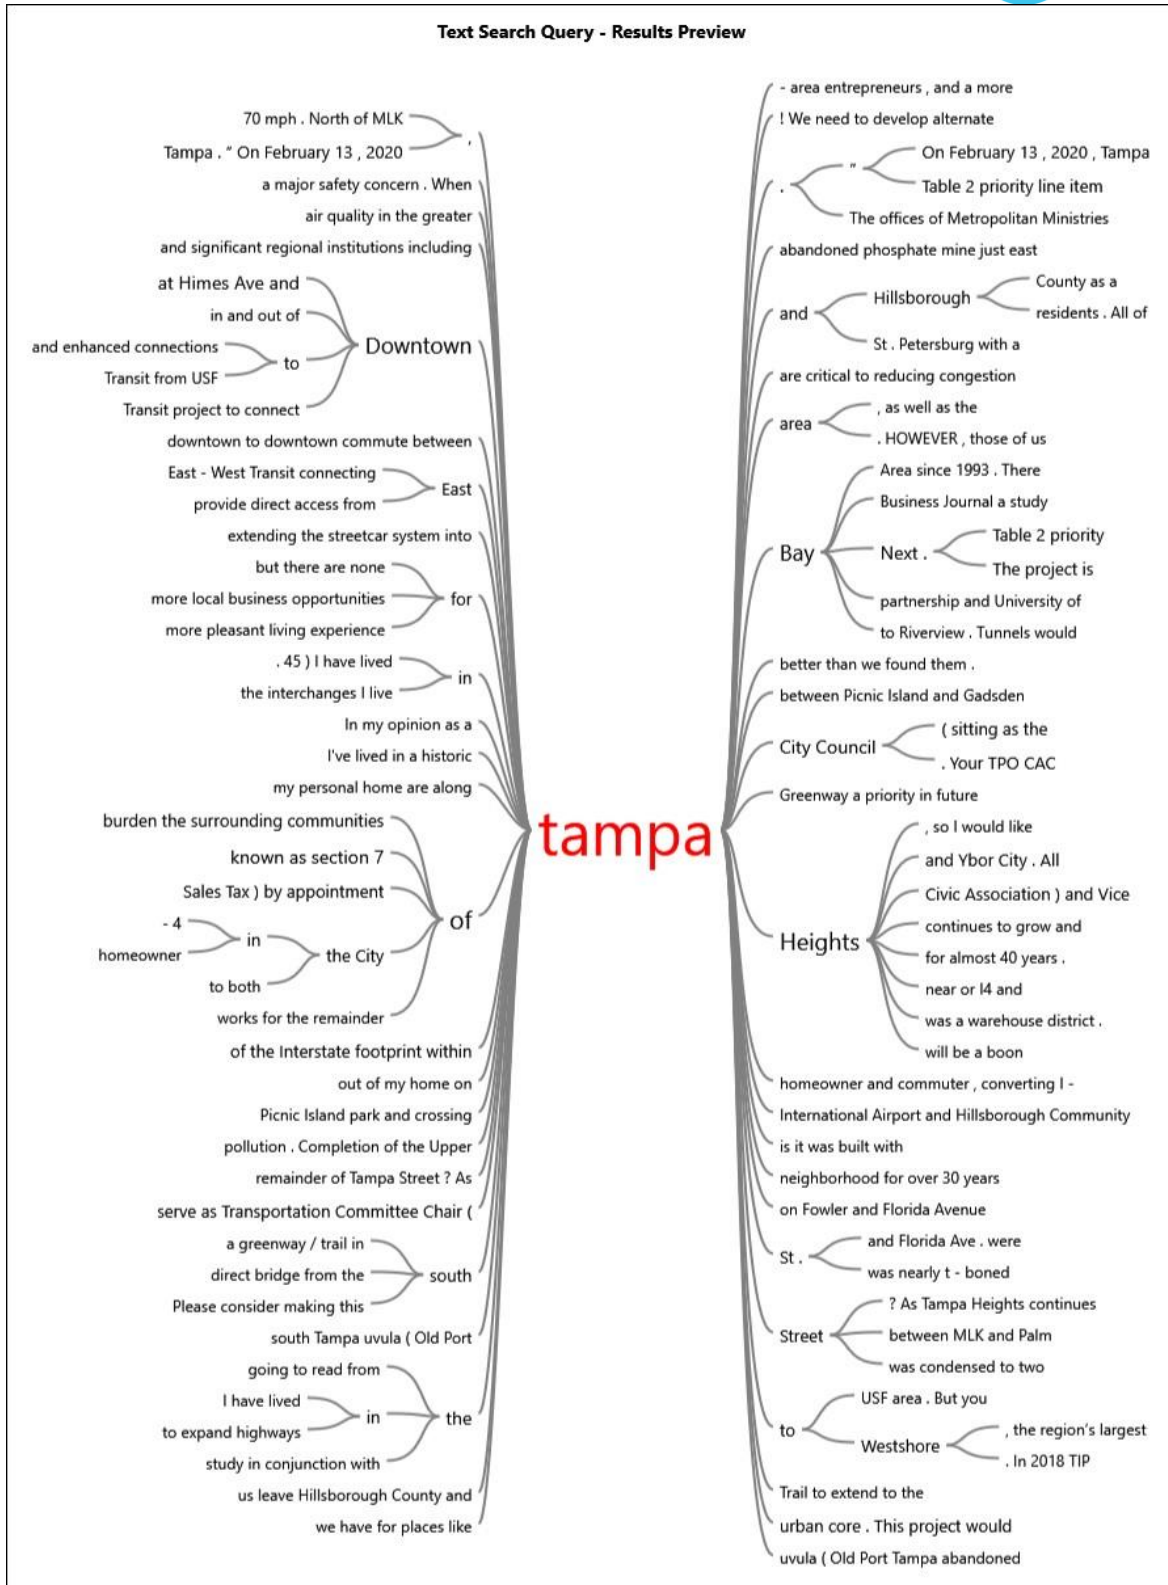 Text Search Query - Results Preview
70 mph . North of MLK
Tampa . " On February 13 , 2020
,
a major safety concern . When
air quality in the greater
and significant regional institutions including
at Himes Ave and
in and out of
and enhanced connections
Transit from USF
to
Transit project to connect
Downtown
downtown to downtown commute between
East - West Transit connecting
provide direct access from
East
extending the streetcar system into
but there are none
more local business opportunities
more pleasant living experience
for
. 45 ) I have lived
the interchanges I live
in
In my opinion as a
I've lived in a historic
my personal home are along
burden the surrounding communities
known as section 7
Sales Tax ) by appointment
- 4
homeowner
in
to both
the City
works for the remainder
of
of the Interstate footprint within
out of my home on
Picnic Island park and crossing
pollution . Completion of the Upper
remainder of Tampa Street ? As
serve as Transportation Committee Chair (
a greenway / trail in
direct bridge from the
Please consider making this
south
south Tampa uvula ( Old Port
going to read from
I have lived
to expand highways
in
study in conjunction with
the
us leave Hillsborough County and
we have for places like
tampa
- area entrepreneurs , and a more
! We need to develop alternate
.
"
On February 13 , 2020 , Tampa
Table 2 priority line item
The offices of Metropolitan Ministries
abandoned phosphate mine just east
and
Hillsborough
County as a
residents . All of
St . Petersburg with a
are critical to reducing congestion
area
, as well as the
. HOWEVER , those of us
Bay
Area since 1993 . There
Business Journal a study
Next .
Table 2 priority
The project is
partnership and University of
to Riverview . Tunnels would
better than we found them .
between Picnic Island and Gadsden
City Council
( sitting as the
. Your TPO CAC
Greenway a priority in future
Heights
, so I would like
and Ybor City . All
Civic Association ) and Vice
continues to grow and
for almost 40 years .
near or I4 and
was a warehouse district .
will be a boon
homeowner and commuter , converting I -
International Airport and Hillsborough Community
is it was built with
neighborhood for over 30 years
on Fowler and Florida Avenue
St .
and Florida Ave . were
was nearly t - boned
Street
? As Tampa Heights continues
between MLK and Palm
was condensed to two
to
USF area . But you
Westshore
, the region's largest
. In 2018 TIP
Trail to extend to the
urban core . This project would
uvula ( Old Port Tampa abandoned